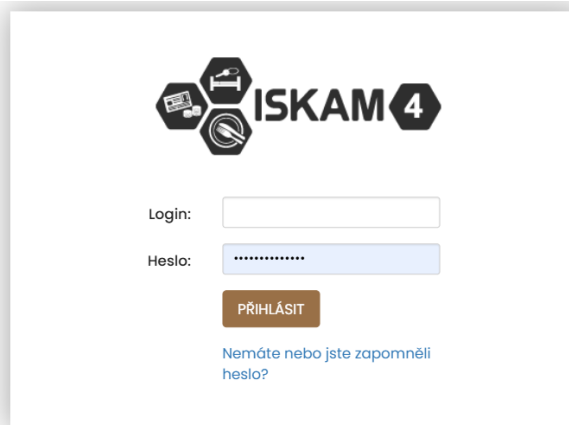 ISKAM 4
Login:
Heslo:
••••••••••••••
PŘIHLÁSIT
Nemáte nebo jste zapomněli
heslo?